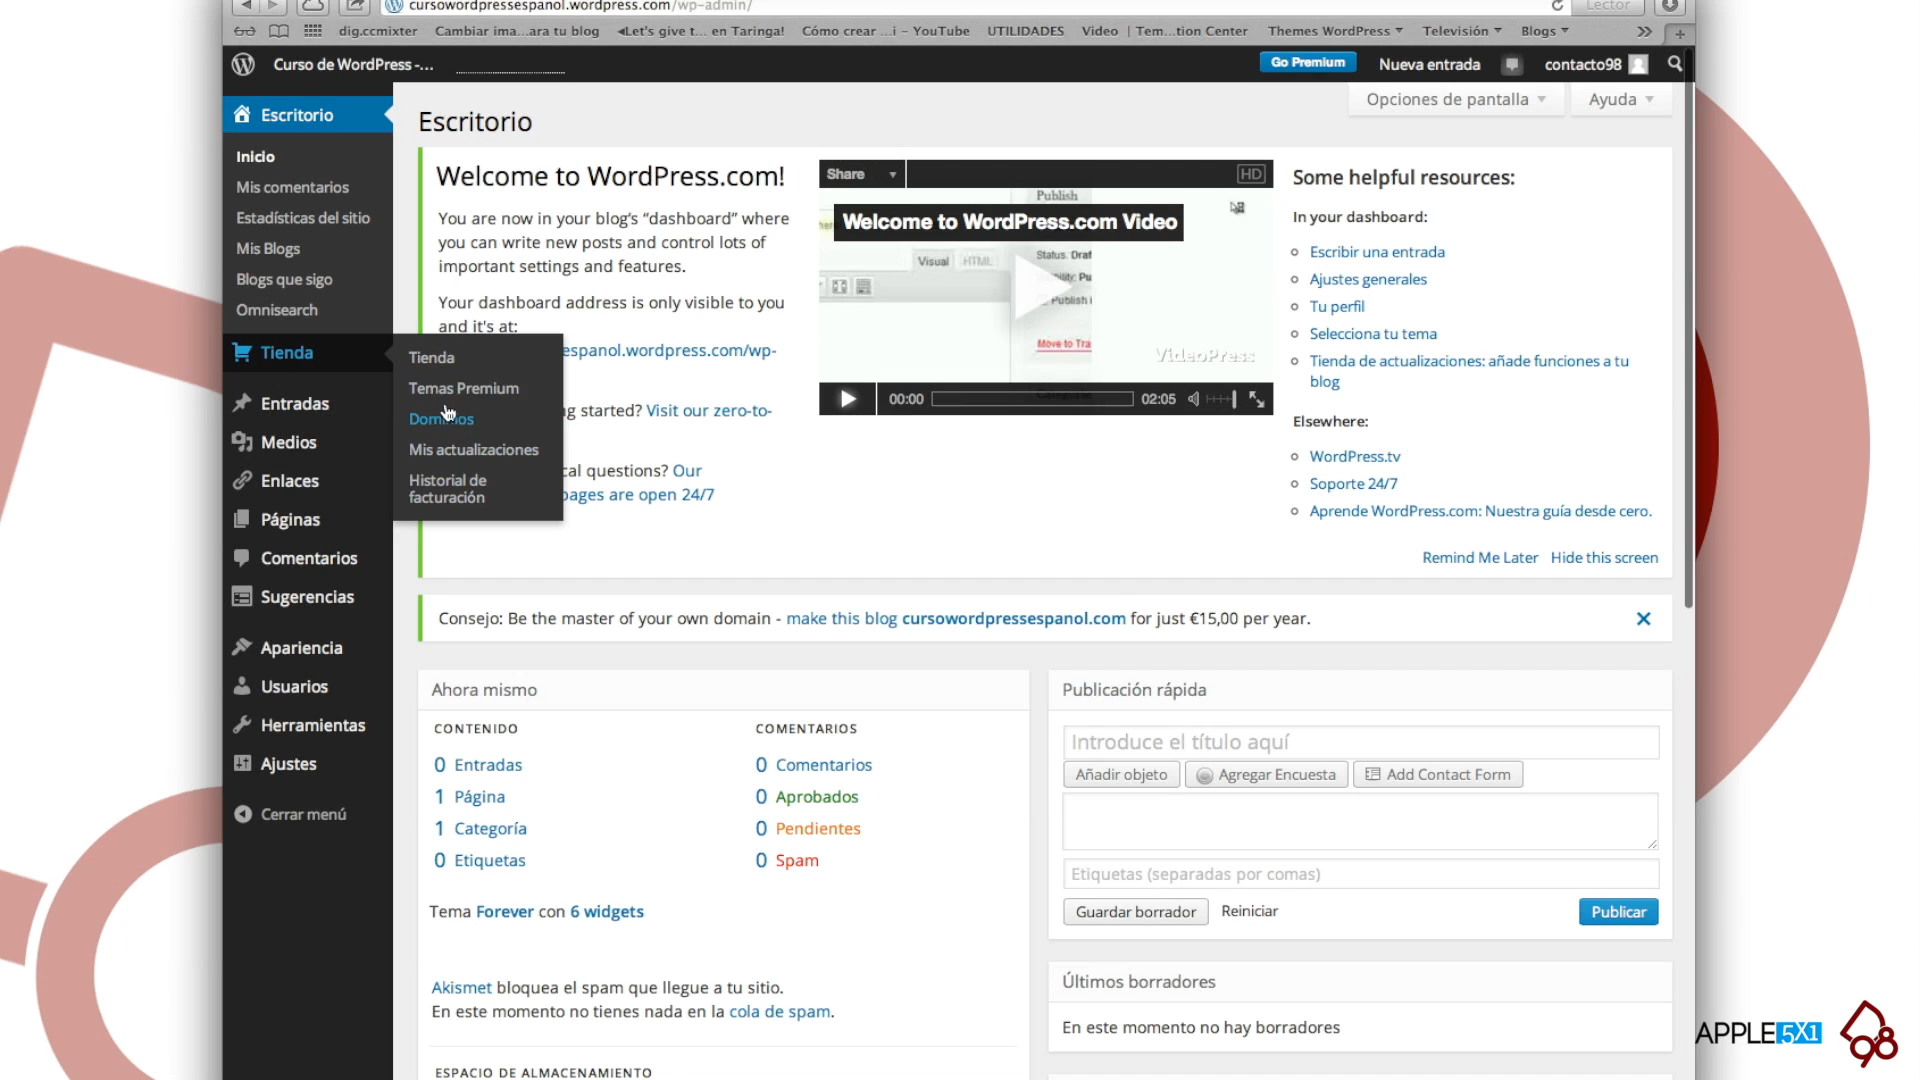 cursowordpressespanol.wordpress.com/wp-admin/
Lector
dig.ccmixter
Cambiar ima...ara tu blog
◂Let's give t... en Taringa!
Cómo crear ...i – YouTube
UTILIDADES
Video
Tem...tion Center
Themes WordPress
Televisión
Blogs
Curso de WordPress -...
Go Premium
Nueva entrada
contacto98
Opciones de pantalla
Ayuda
Escritorio
Inicio
Mis comentarios
Estadísticas del sitio
Mis Blogs
Blogs que sigo
Omnisearch
Tienda
Entradas
Medios
Enlaces
Páginas
Comentarios
Sugerencias
Apariencia
Usuarios
Herramientas
Ajustes
Cerrar menú
Tienda
Temas Premium
Dominios
Mis actualizaciones
Historial de
facturación
Escritorio
Welcome to WordPress.com!
You are now in your blog's “dashboard” where
you can write new posts and control lots of
important settings and features.
Your dashboard address is only visible to you
and it's at:
espanol.wordpress.com/wp-
g started? Visit our zero-to-
cal questions? Our
pages are open 24/7
Share
HD
Publish
Welcome to WordPress.com Video
Visual
HTML
Status: Draf
Pu
Publish i
Move to Tra
VideoPress
00:00
02:05
Some helpful resources:
In your dashboard:
Escribir una entrada
Ajustes generales
Tu perfil
Selecciona tu tema
Tienda de actualizaciones: añade funciones a tu
blog
Elsewhere:
WordPress.tv
Soporte 24/7
Aprende WordPress.com: Nuestra guía desde cero.
Remind Me Later
Hide this screen
Consejo: Be the master of your own domain - make this blog cursowordpressespanol.com for just €15,00 per year.
Ahora mismo
CONTENIDO
0 Entradas
1 Página
1 Categoría
0 Etiquetas
COMENTARIOS
0 Comentarios
0 Aprobados
0 Pendientes
0 Spam
Tema Forever con 6 widgets
Akismet bloquea el spam que llegue a tu sitio.
En este momento no tienes nada en la cola de spam.
ESPACIO DE ALMACENAMIENTO
Publicación rápida
Introduce el título aquí
Añadir objeto
Agregar Encuesta
Add Contact Form
Etiquetas (separadas por comas)
Guardar borrador
Reiniciar
Publicar
Últimos borradores
En este momento no hay borradores
APPLE5X1
98